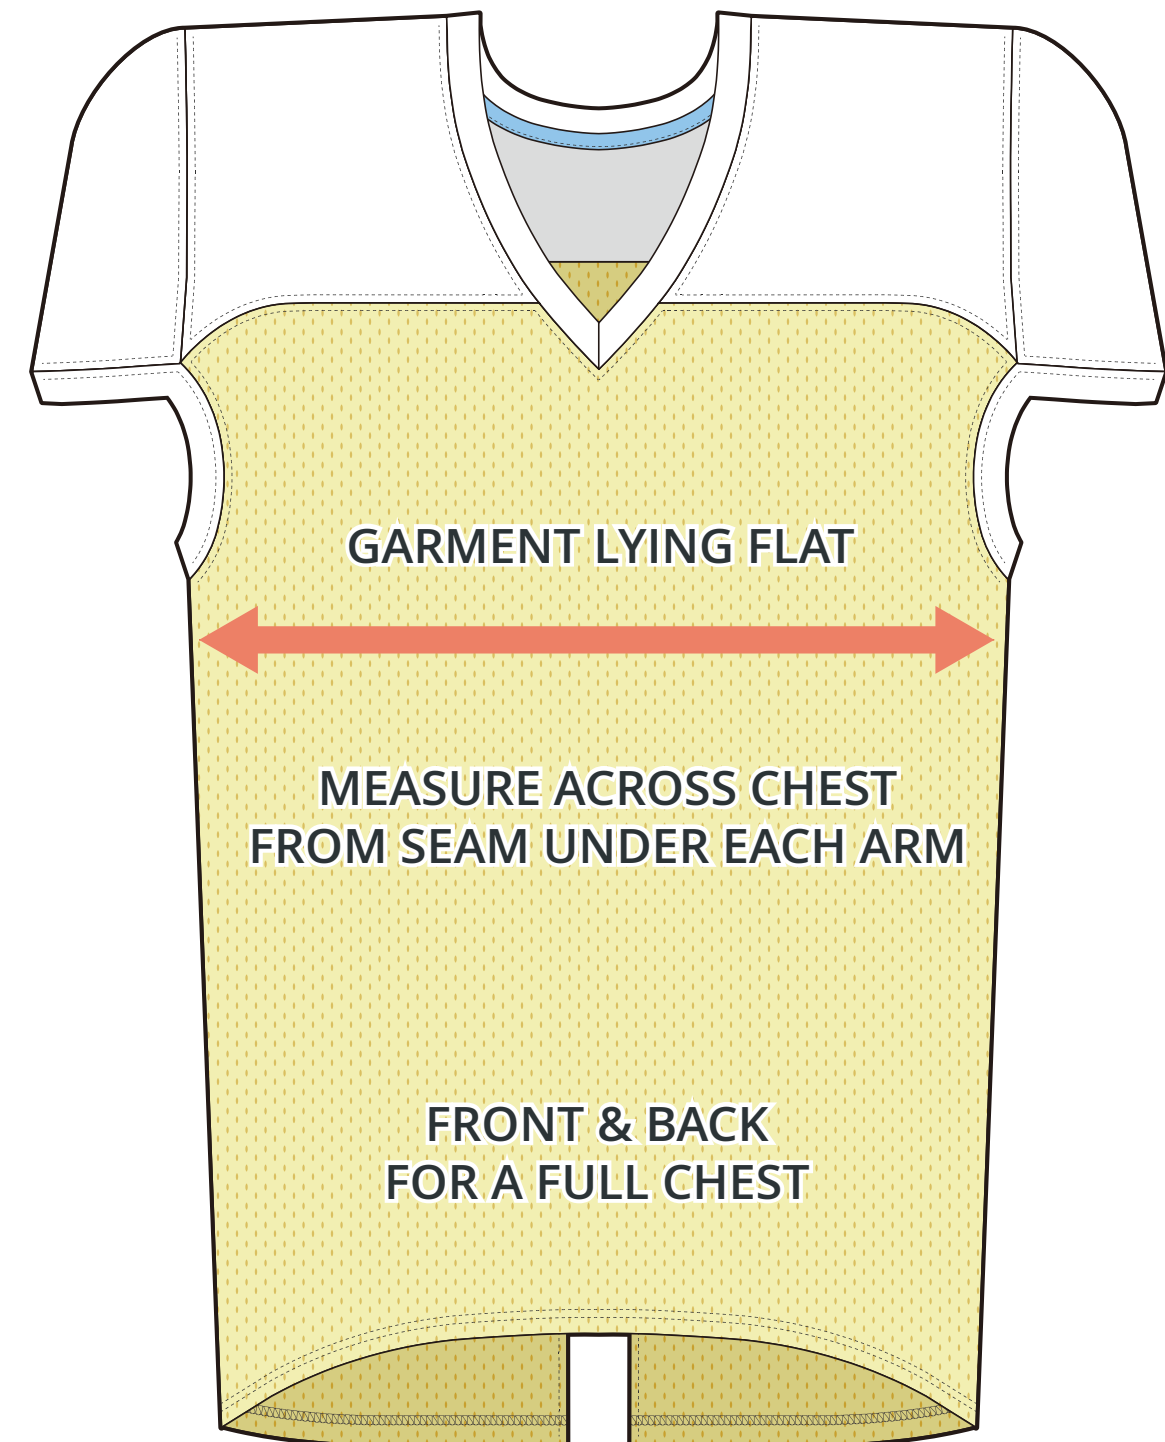 GARMENT LYING FLAT
MEASURE ACROSS CHEST
FROM SEAM UNDER EACH ARM
FRONT & BACK
FOR A FULL CHEST